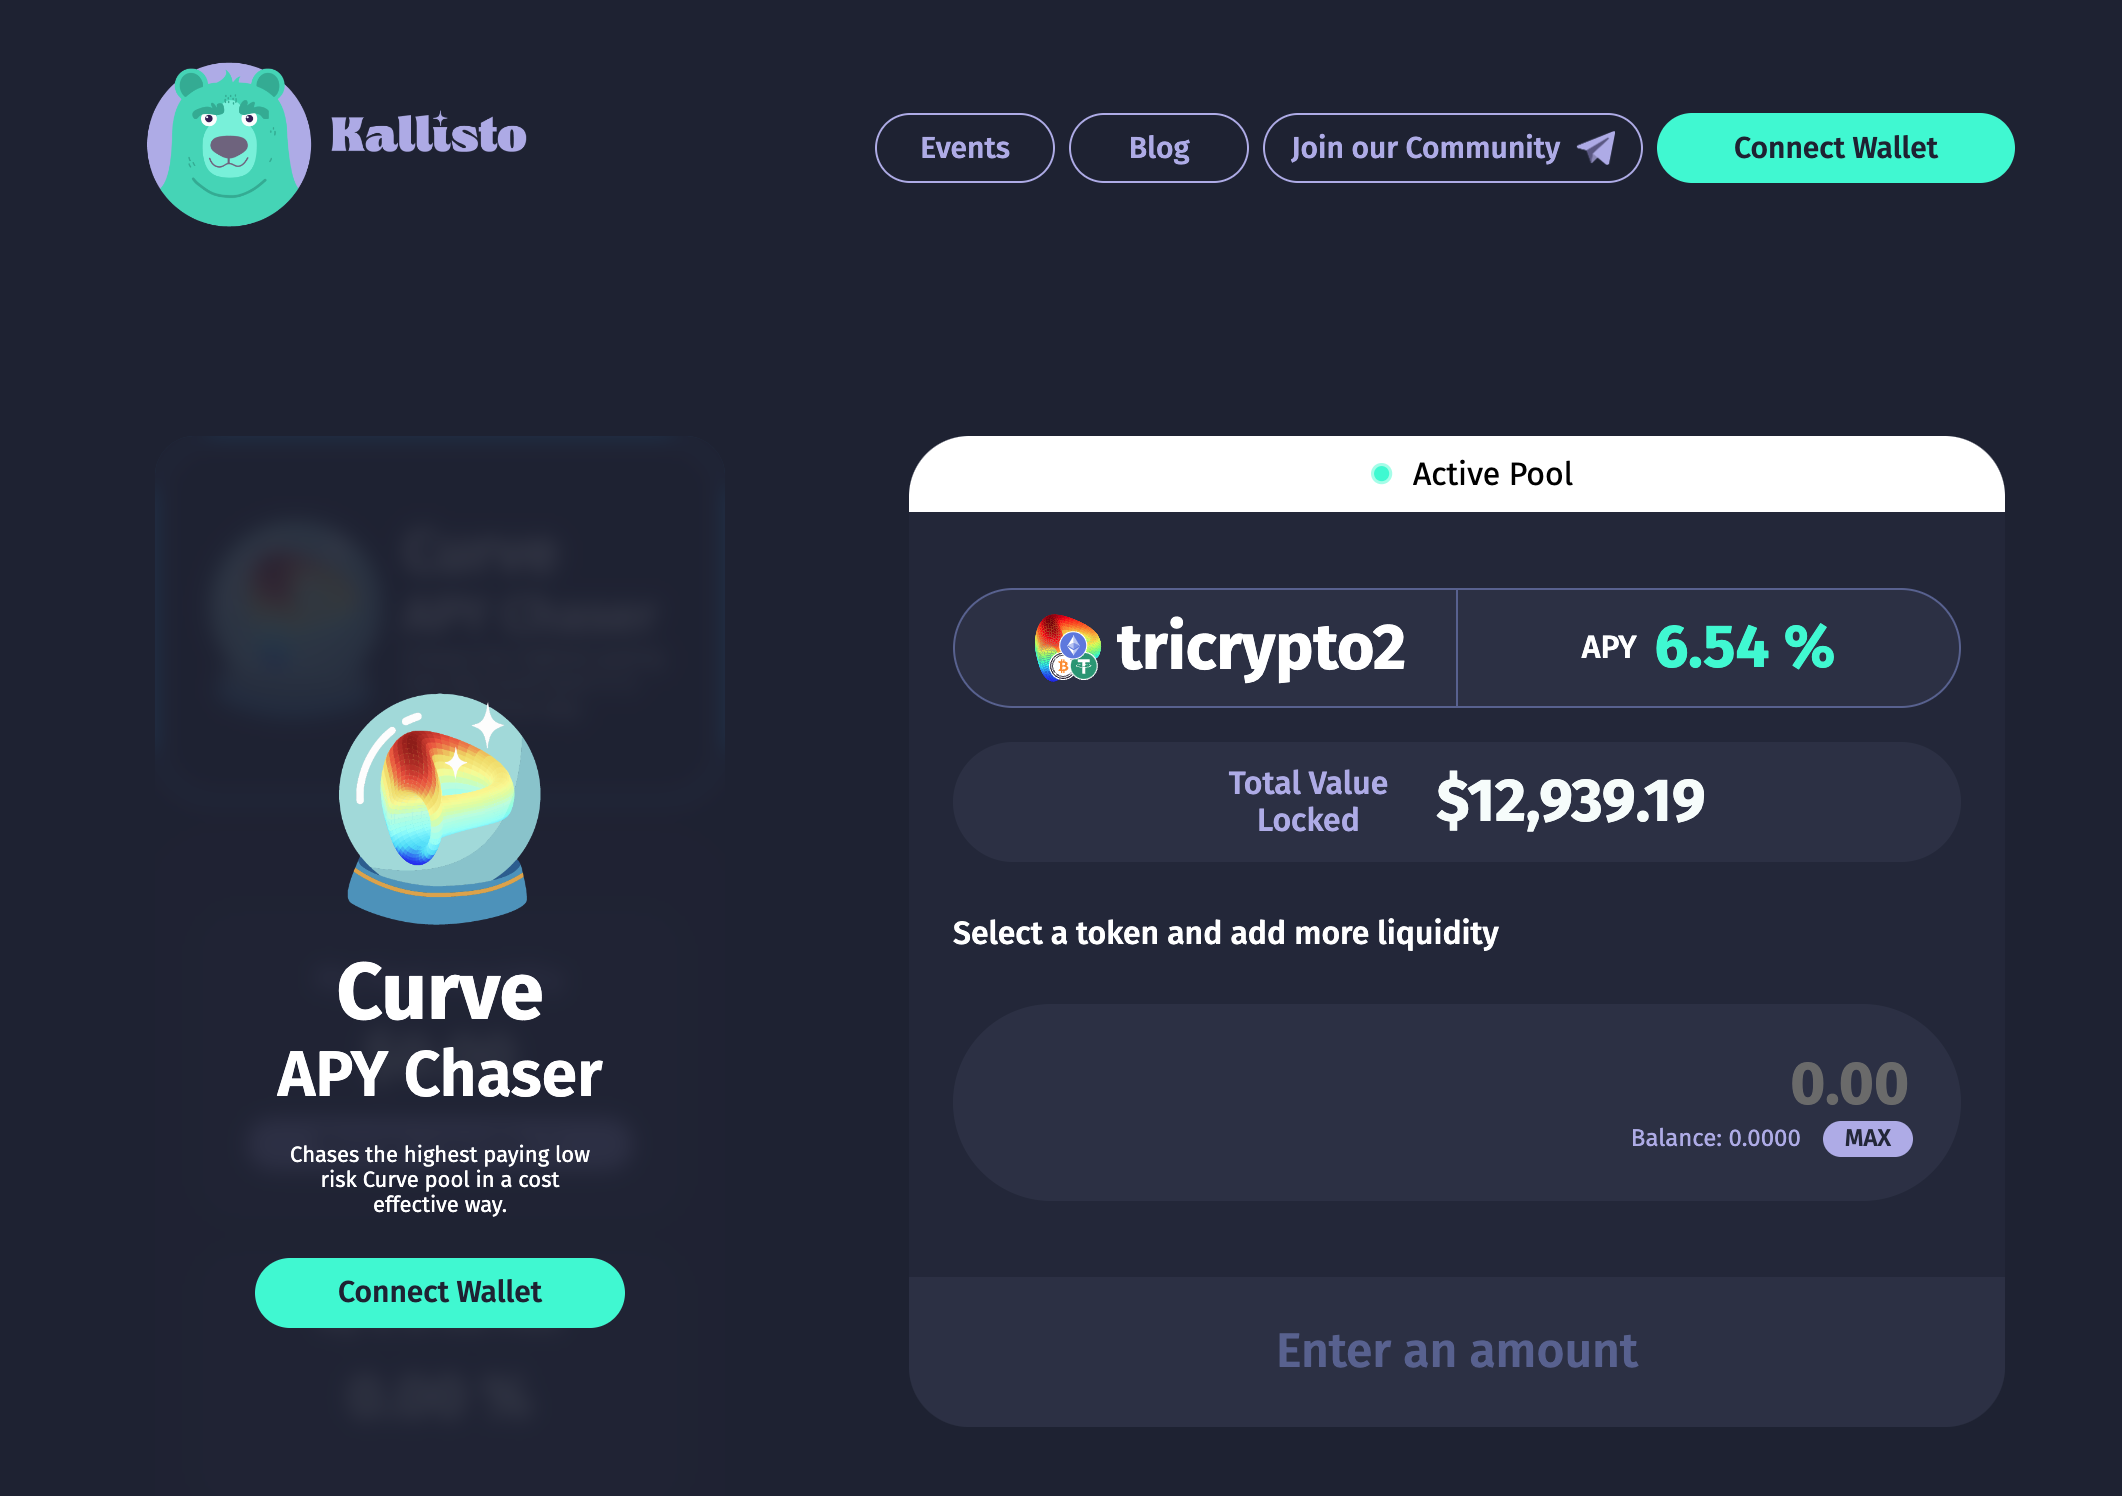 Kallisto
Events
Blog
Join our Community
Connect Wallet
Curve
APY Chaser
Chases the highest paying low
risk Curve pool in a cost
effective way.
Connect Wallet
0.00 %
Active Pool
tricrypto2
APY 6.54 %
Total Value
Locked
$12,939.19
Select a token and add more liquidity
0.00
Balance: 0.0000
MAX
Enter an amount